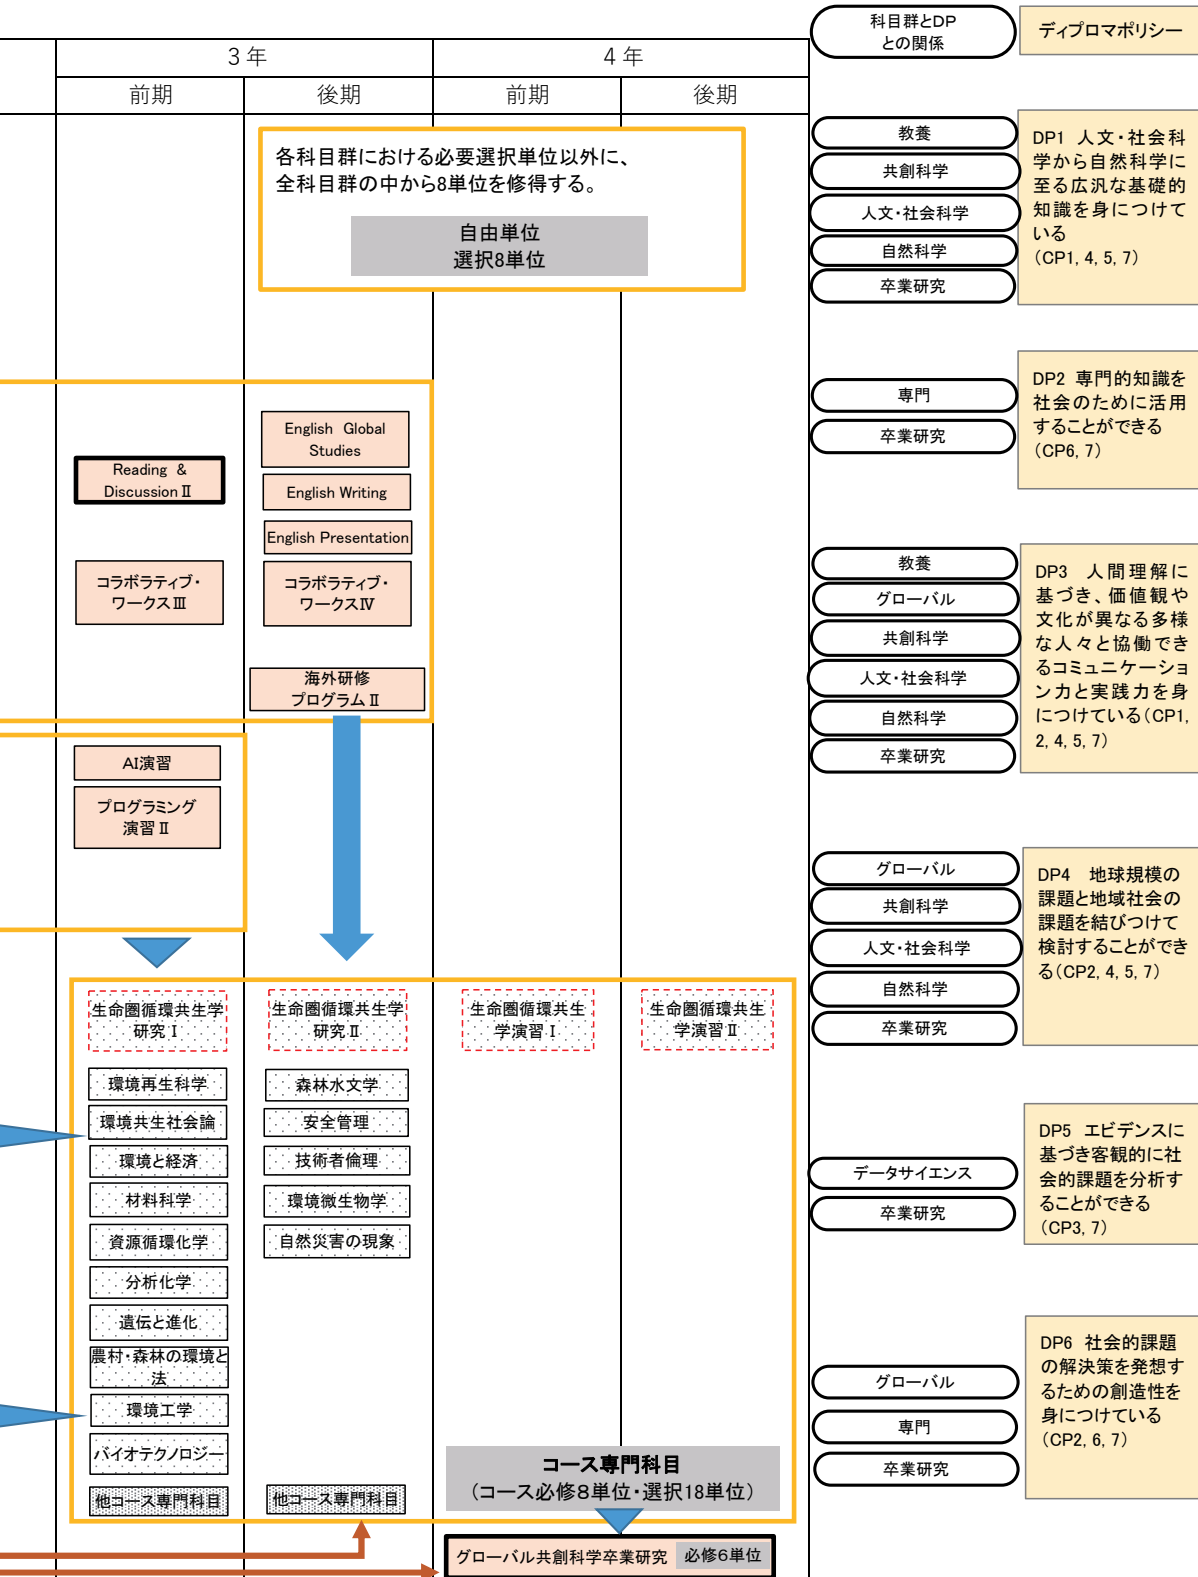 科目群とDP
との関係
ディプロマポリシー
3年
4年
前期
後期
前期
後期
各科目群における必要選択単位以外に、
全科目群の中から8単位を修得する。
自由単位
選択8単位
教養
共創科学
人文・社会科学
自然科学
卒業研究
DP1 人文・社会科
学から自然科学に
至る広汎な基礎的
知識を身につけて
いる
(CP1, 4, 5, 7)
専門
卒業研究
DP2 専門的知識を
社会のために活用
することができる
(CP6, 7)
English Global
Studies
Reading &
Discussion Ⅱ
English Writing
English Presentation
コラボラティブ・
ワークスⅢ
コラボラティブ・
ワークスⅣ
海外研修
プログラムⅡ
教養
グローバル
共創科学
人文・社会科学
自然科学
卒業研究
DP3 人間理解に
基づき、価値観や
文化が異なる多様
な人々と協働でき
るコミュニケーショ
ン力と実践力を身
につけている(CP1,
2, 4, 5, 7)
AI演習
プログラミング
演習Ⅱ
グローバル
共創科学
人文・社会科学
自然科学
卒業研究
DP4 地球規模の
課題と地域社会の
課題を結びつけて
検討することができ
る(CP2, 4, 5, 7)
生命圏循環共生学
研究Ⅰ
生命圏循環共生学
研究Ⅱ
生命圏循環共生
学演習Ⅰ
生命圏循環共生
学演習Ⅱ
環境再生科学
環境共生社会論
環境と経済
材料科学
資源循環化学
分析化学
遺伝と進化
農村・森林の環境と
法
環境工学
バイオテクノロジー
他コース専門科目
森林水文学
安全管理
技術者倫理
環境微生物学
自然災害の現象
他コース専門科目
データサイエンス
卒業研究
DP5 エビデンスに
基づき客観的に社
会的課題を分析す
ることができる
(CP3, 7)
グローバル
専門
卒業研究
DP6 社会的課題
の解決策を発想す
るための創造性を
身につけている
(CP2, 6, 7)
コース専門科目
(コース必修8単位・選択18単位)
グローバル共創科学卒業研究
必修6単位